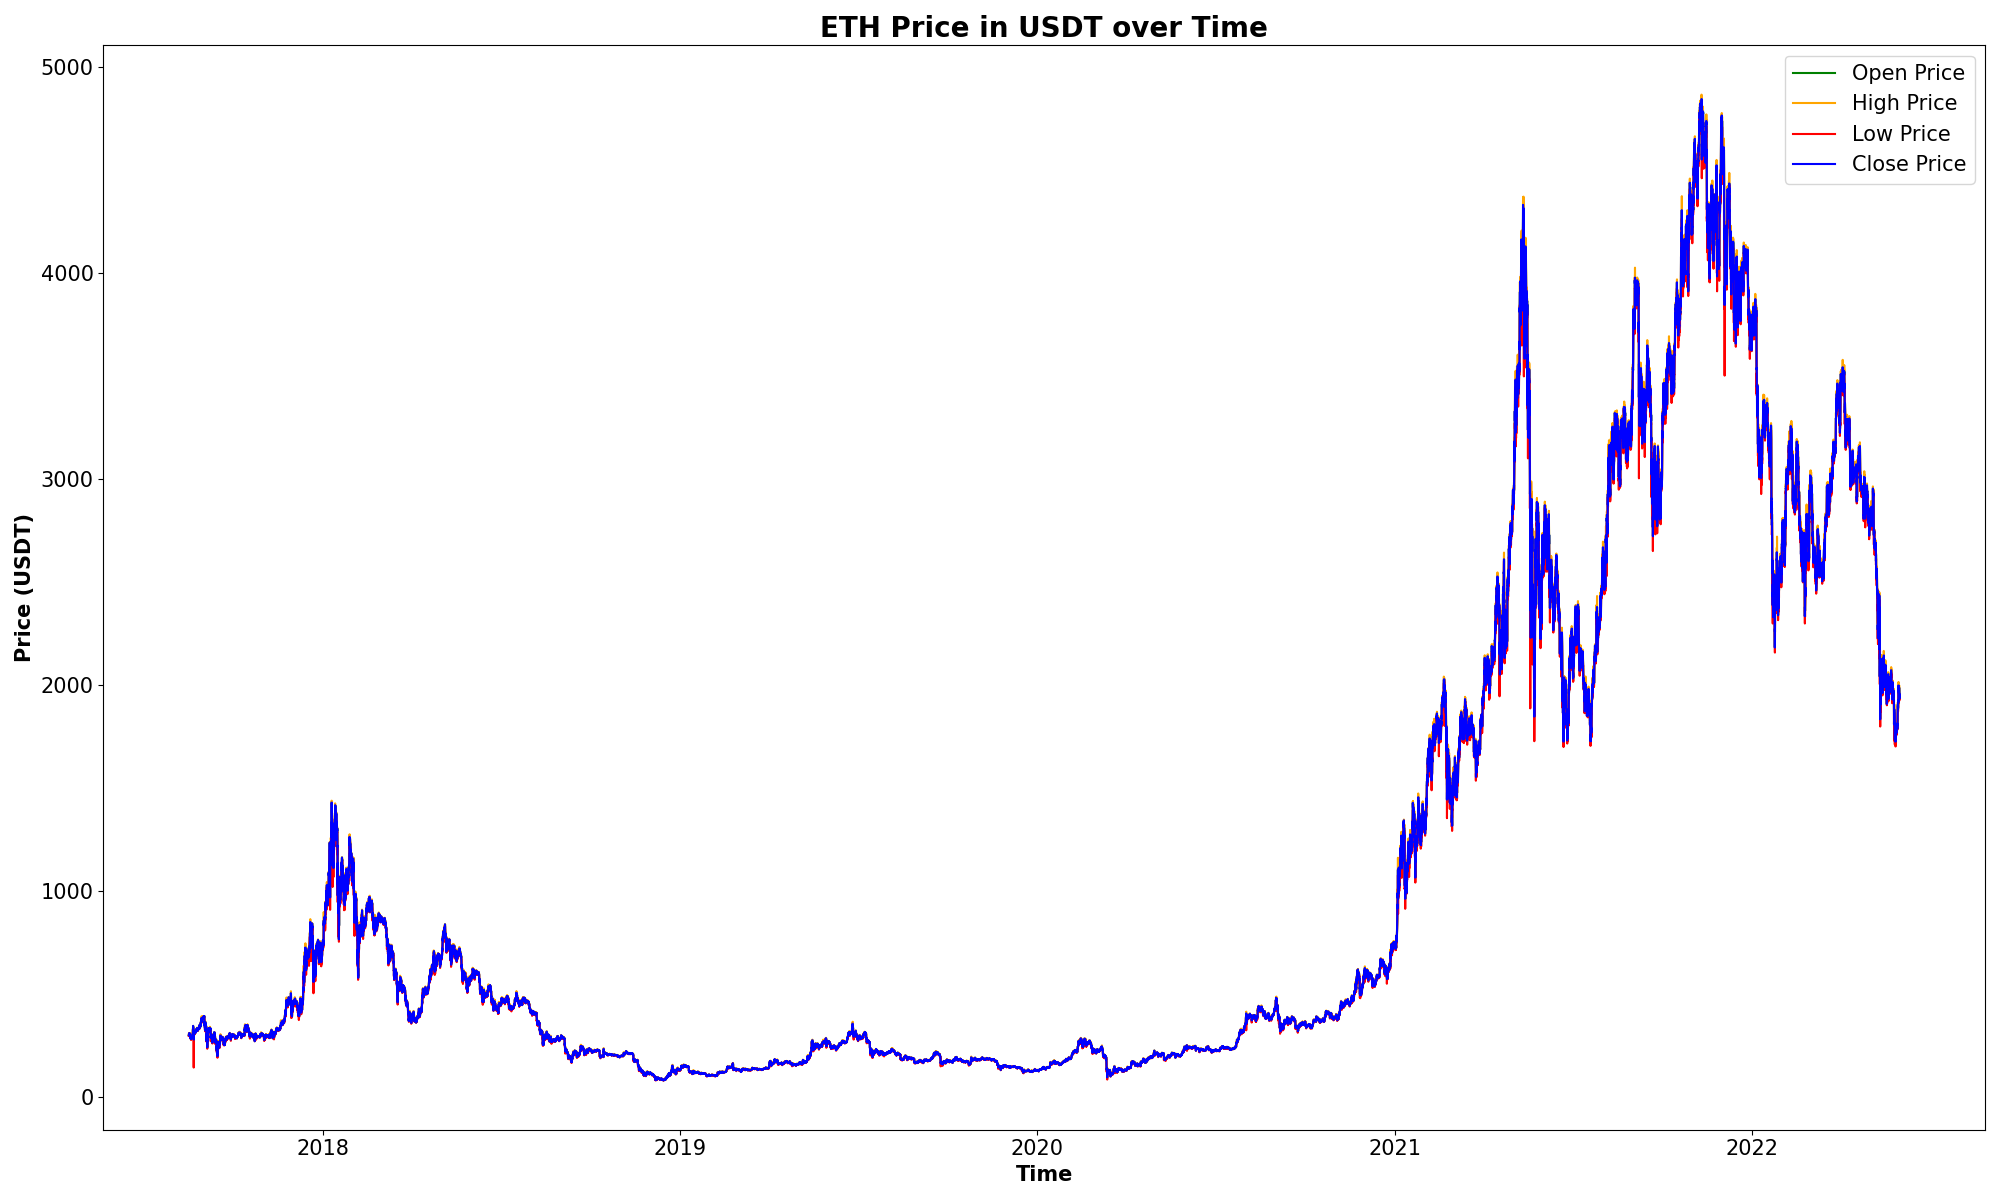 ETH Price in USDT over Time
Open Price
High Price
Low Price
Close Price
5000
4000
3000
2000
1000
0
Price (USDT)
2018
2019
2020
2021
2022
Time